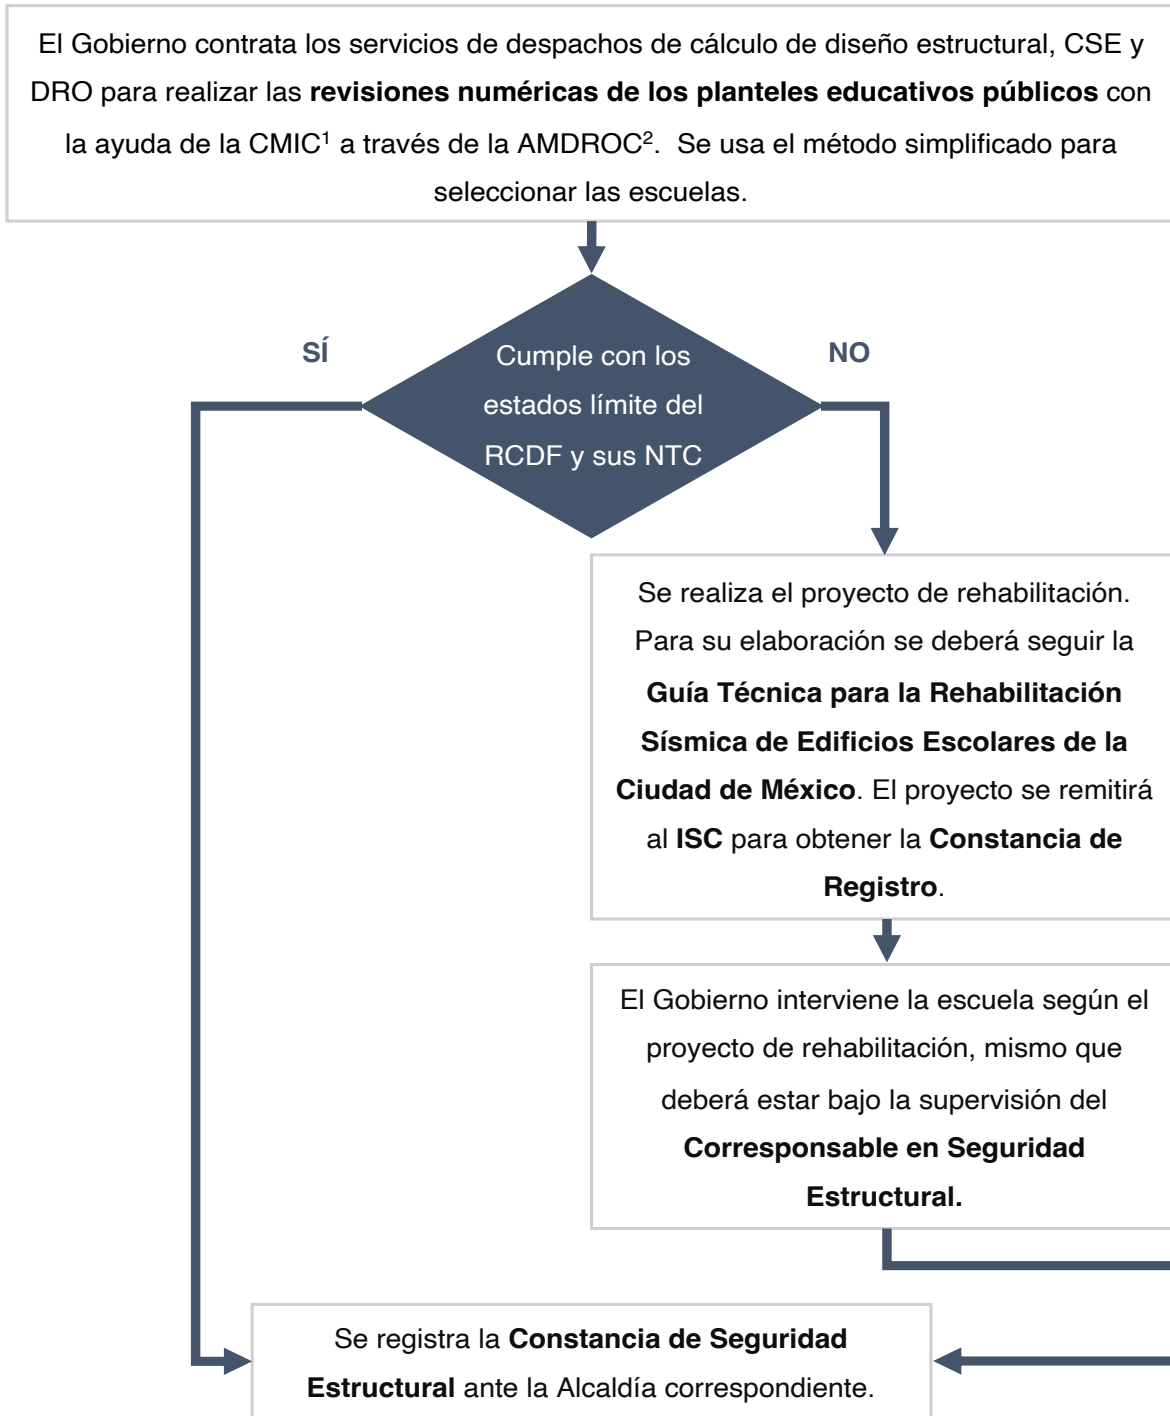 El Gobierno contrata los servicios de despachos de cálculo de diseño estructural, CSE y
DRO para realizar las revisiones numéricas de los planteles educativos públicos con
la ayuda de la CMIC¹ a través de la AMDROC².  Se usa el método simplificado para
seleccionar las escuelas.
SÍ
NO
Cumple con los
estados límite del
RCDF y sus NTC
Se realiza el proyecto de rehabilitación.
Para su elaboración se deberá seguir la
Guía Técnica para la Rehabilitación
Sísmica de Edificios Escolares de la
Ciudad de México. El proyecto se remitirá
al ISC para obtener la Constancia de
Registro.
El Gobierno interviene la escuela según el
proyecto de rehabilitación, mismo que
deberá estar bajo la supervisión del
Corresponsable en Seguridad
Estructural.
Se registra la Constancia de Seguridad
Estructural ante la Alcaldía correspondiente.